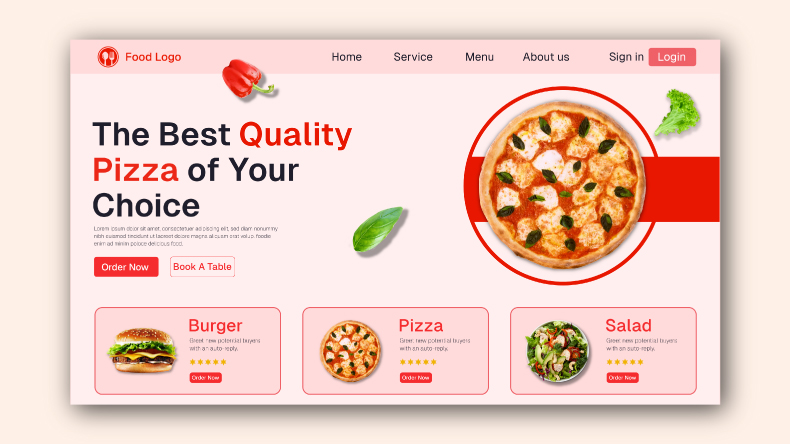 Food Logo
Home Service Menu About us Sign in Login
The Best Quality
Pizza of Your
Choice
Lorem ipsum dolor sit amet, consectetuer adipiscing elit, sed diam nonummy
nibh euismod tincidunt ut laoreet dolore magna aliquam erat volut. foodie
enim ad minim poloce delicious food.
Order Now Book A Table
Burger
Greet new potential buyers
with an auto-reply.
Order Now
Pizza
Greet new potential buyers
with an auto-reply.
Order Now
Salad
Greet new potential buyers
with an auto-reply.
Order Now